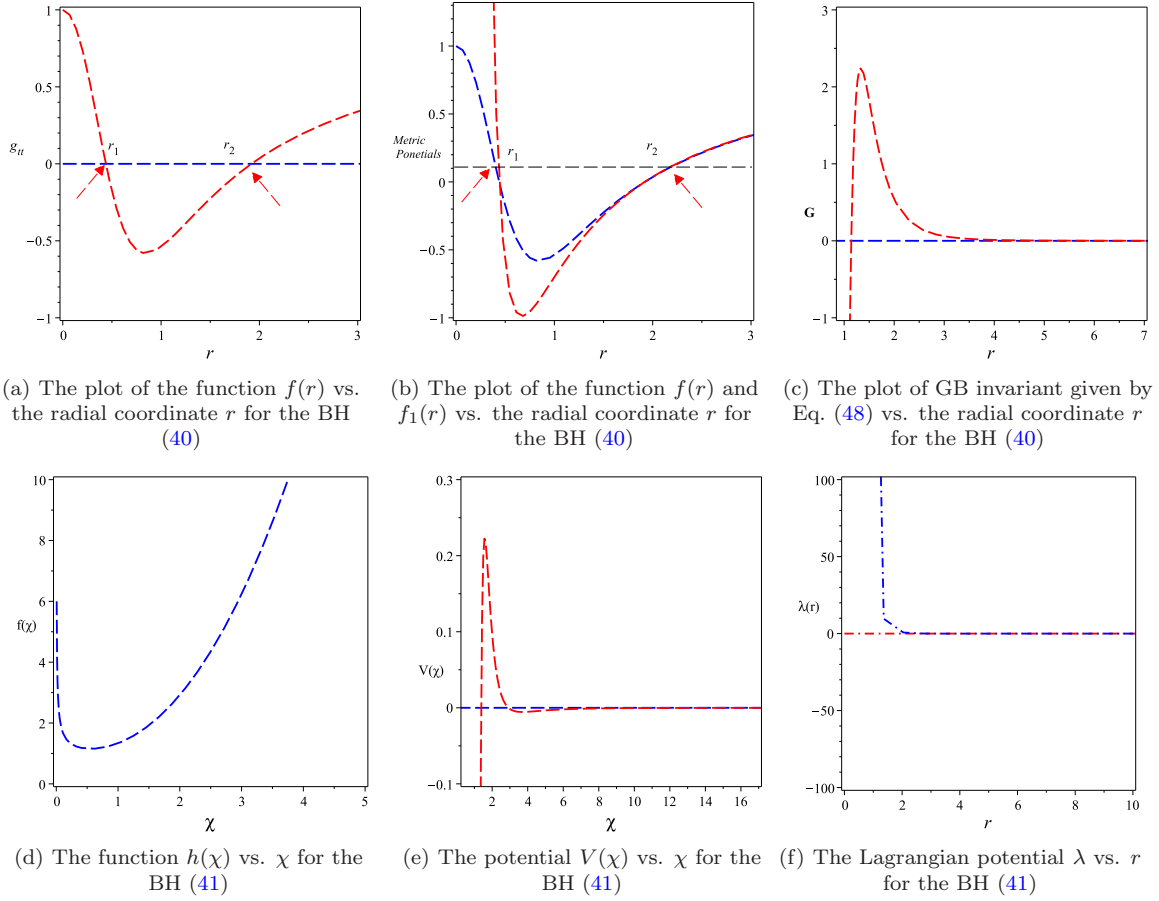 1
0.5
g_tt
0
−0.5
−1
r_1
r_2
0
1
2
3
r
(a) The plot of the function f(r) vs.
the radial coordinate r for the BH
(40)
1
0.5
Metric
Ponetials
0
−0.5
−1
r_1
r_2
0
1
2
3
r
(b) The plot of the function f(r) and
f_1(r) vs. the radial coordinate r for
the BH (40)
3
2
1
G
0
−1
1
2
3
4
5
6
7
r
(c) The plot of GB invariant given by
Eq. (48) vs. the radial coordinate r
for the BH (40)
10
8
6
f(χ)
4
2
0
0
1
2
3
4
5
χ
(d) The function h(χ) vs. χ for the
BH (41)
0.3
0.2
0.1
V(χ)
0
−0.1
2
4
6
8
10
12
14
16
χ
(e) The potential V(χ) vs. χ for the
BH (41)
100
50
λ(r)
0
−50
−100
0
2
4
6
8
10
r
(f) The Lagrangian potential λ vs. r
for the BH (41)